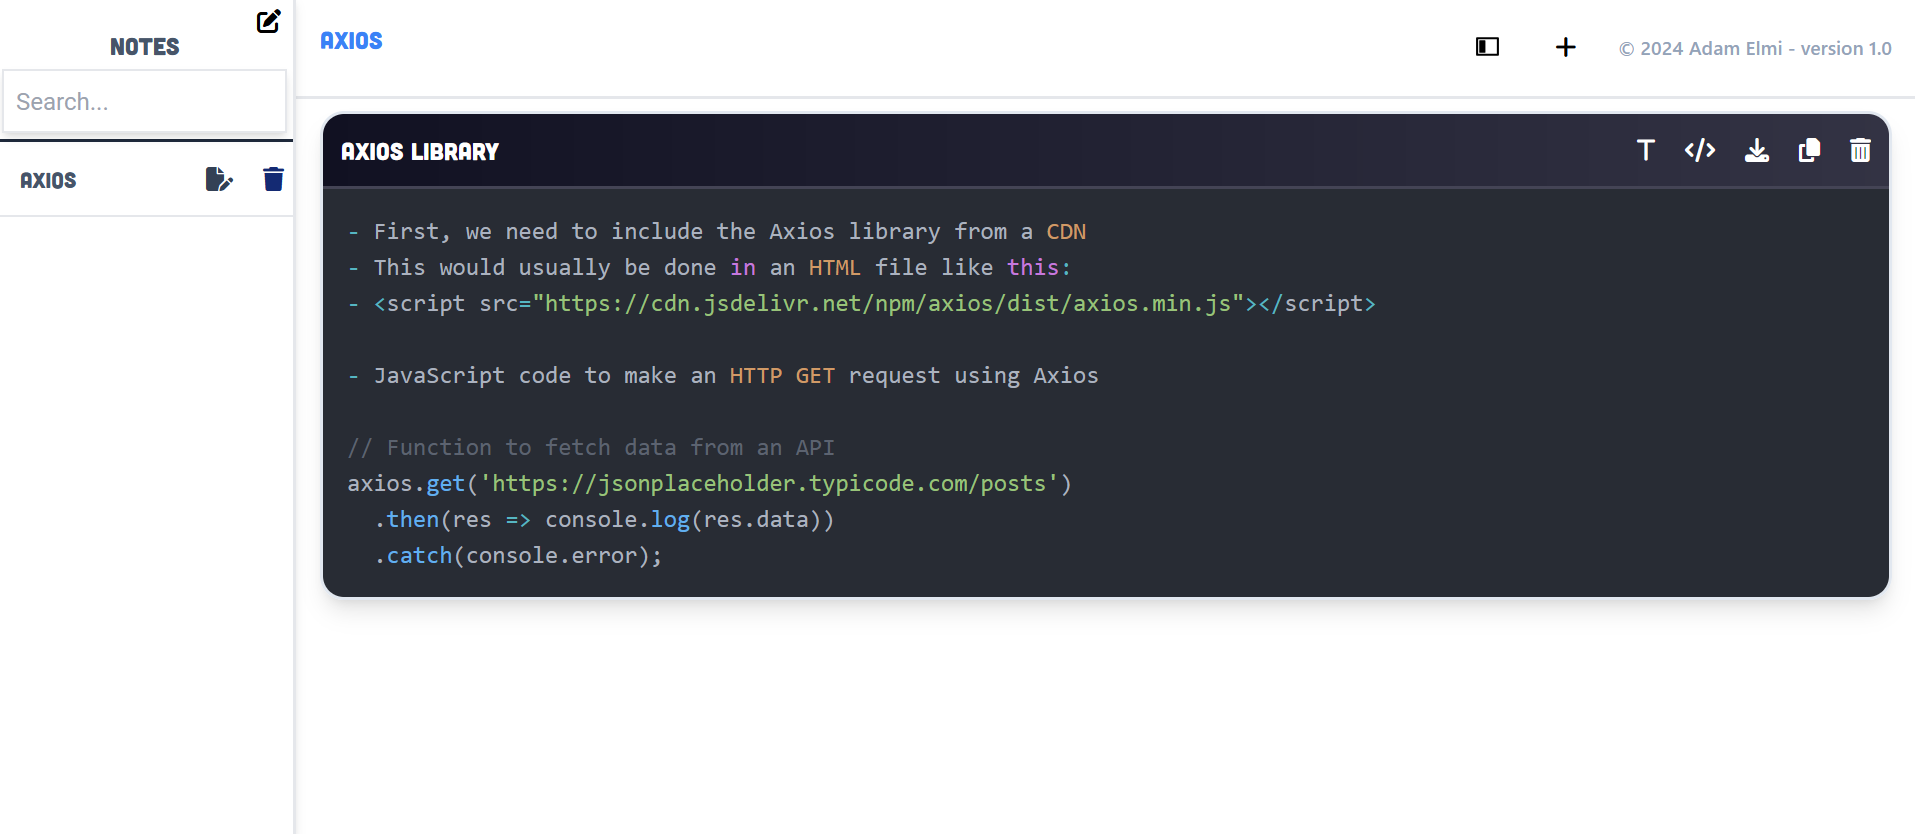 NOTES
Search...
AXIOS
AXIOS
© 2024 Adam Elmi - version 1.0
AXIOS LIBRARY
- First, we need to include the Axios library from a CDN
- This would usually be done in an HTML file like this:
- <script src="https://cdn.jsdelivr.net/npm/axios/dist/axios.min.js"></script>
- JavaScript code to make an HTTP GET request using Axios
// Function to fetch data from an API
axios.get('https://jsonplaceholder.typicode.com/posts')
  .then(res => console.log(res.data))
  .catch(console.error);